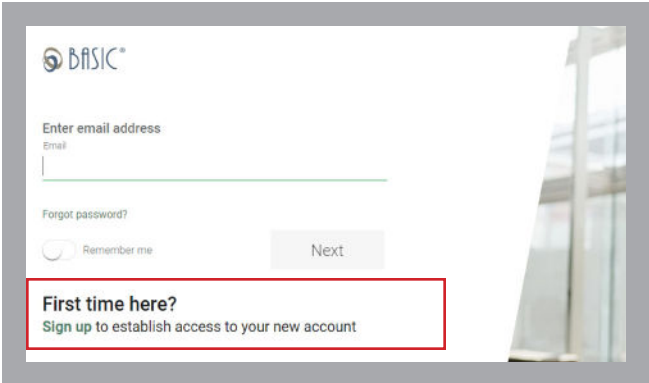 BASIC®
Enter email address
Email
Forgot password?
Remember me
Next
First time here?
Sign up to establish access to your new account